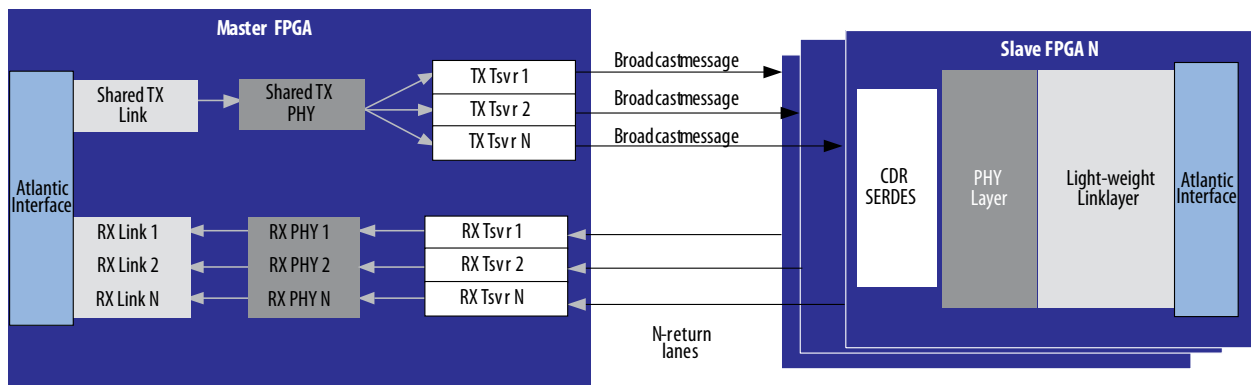 Master FPGA
Atlantic
Interface
Shared TX
Link
Shared TX
PHY
TX Tsvr 1
TX Tsvr 2
TX Tsvr N
Broadcastmessage
Broadcastmessage
Broadcastmessage
RX Link 1
RX Link 2
RX Link N
RX PHY 1
RX PHY 2
RX PHY N
RX Tsvr 1
RX Tsvr 2
RX Tsvr N
N-return
lanes
Slave FPGA N
CDR
SERDES
PHY
Layer
Light-weight
Linklayer
Atlantic
Interface